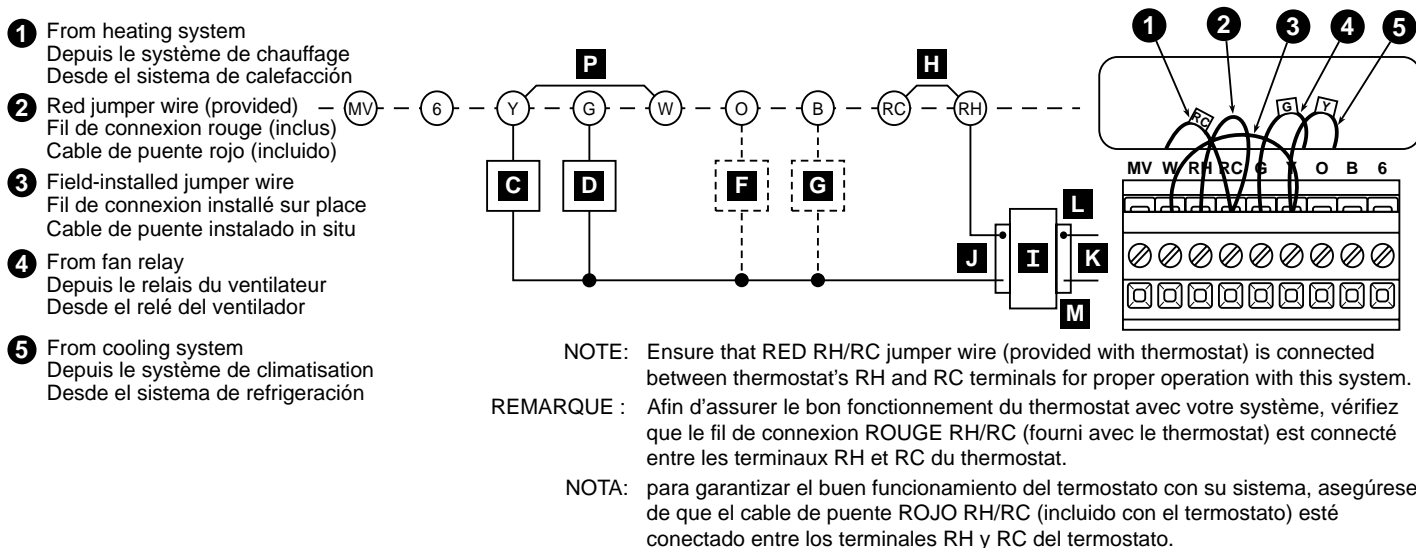 1 From heating system
Depuis le système de chauffage
Desde el sistema de calefacción
2 Red jumper wire (provided)
Fil de connexion rouge (inclus)
Cable de puente rojo (incluido)
3 Field-installed jumper wire
Fil de connexion installé sur place
Cable de puente instalado in situ
4 From fan relay
Depuis le relais du ventilateur
Desde el relé del ventilador
5 From cooling system
Depuis le système de climatisation
Desde el sistema de refrigeración
P H
MV 6 Y G W O B RC RH
C D F G
L
J I K
M
1 2 3 4 5
RC G Y
MV W RH RC G Y O B 6
NOTE: Ensure that RED RH/RC jumper wire (provided with thermostat) is connected
between thermostat's RH and RC terminals for proper operation with this system.
REMARQUE : Afin d'assurer le bon fonctionnement du thermostat avec votre système, vérifiez
que le fil de connexion ROUGE RH/RC (fourni avec le thermostat) est connecté
entre les terminaux RH et RC du thermostat.
NOTA: para garantizar el buen funcionamiento del termostato con su sistema, asegúrese
de que el cable de puente ROJO RH/RC (incluido con el termostato) esté
conectado entre los terminales RH y RC del termostato.